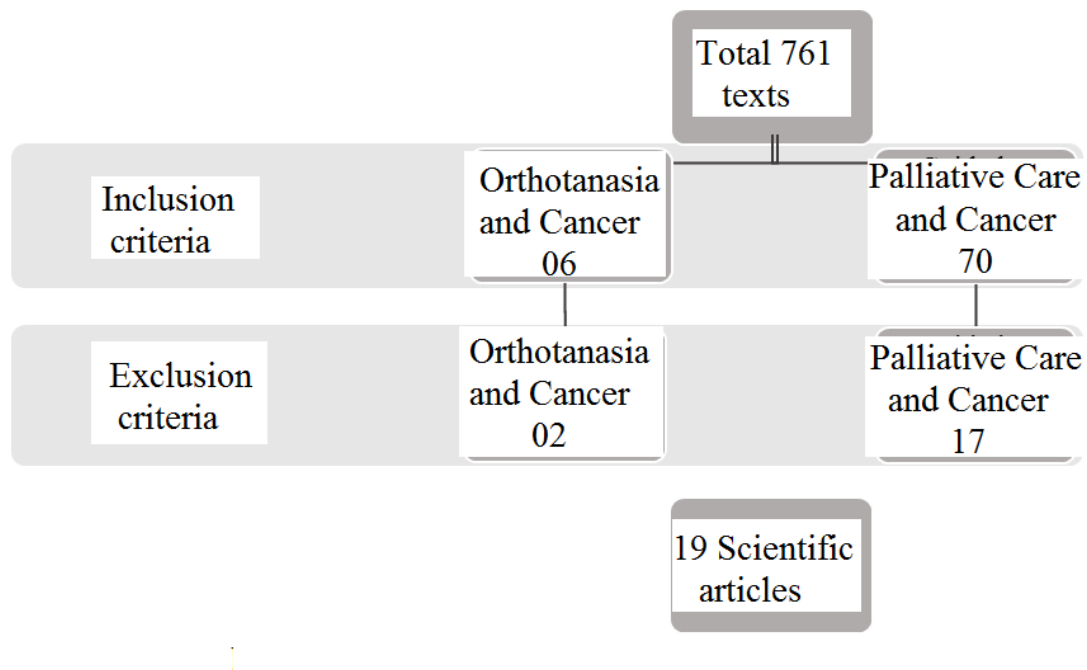 Total 761
texts
Inclusion
criteria
Orthotanasia
and Cancer
06
Palliative Care
and Cancer
70
Exclusion
criteria
Orthotanasia
and Cancer
02
Palliative Care
and Cancer
17
19 Scientific
articles